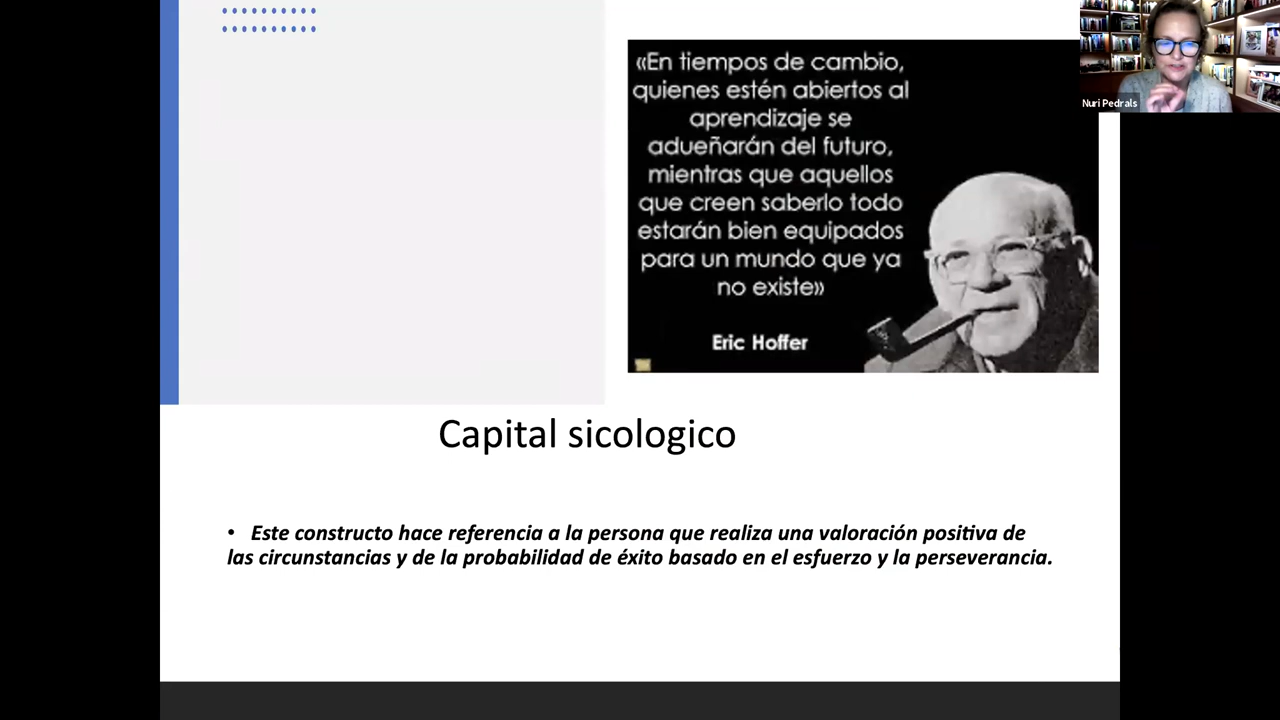 «En tiempos de cambio,
quienes estén abiertos al
aprendizaje se
adueñarán del futuro,
mientras que aquellos
que creen saberlo todo
estarán bien equipados
para un mundo que ya
no existe»
Eric Hoffer
Nuri Pedrals
Capital sicologico
• Este constructo hace referencia a la persona que realiza una valoración positiva de
las circunstancias y de la probabilidad de éxito basado en el esfuerzo y la perseverancia.